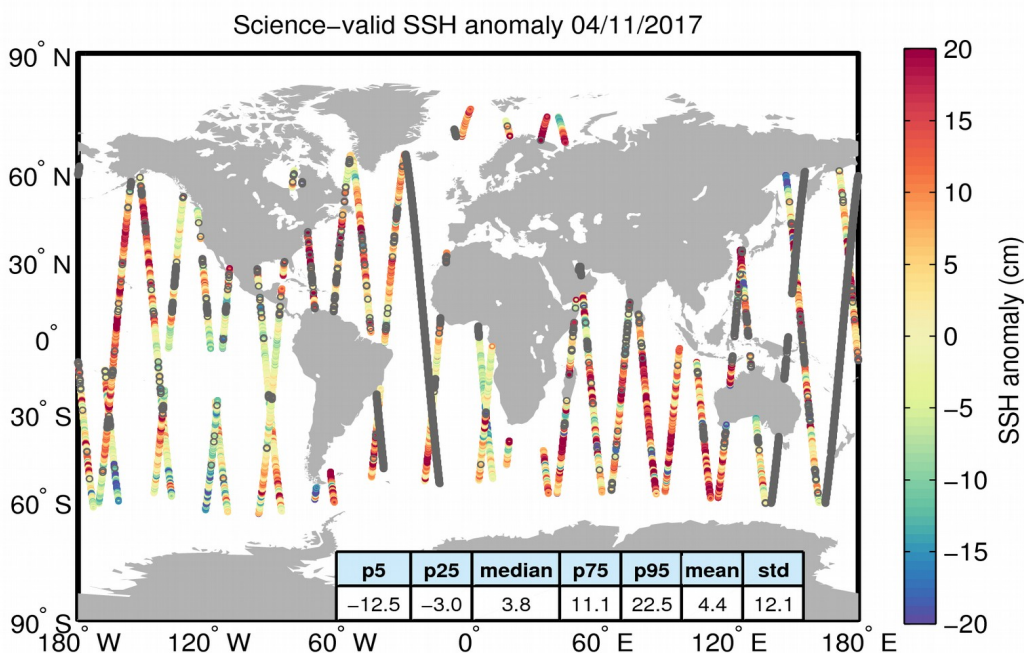 Science−valid SSH anomaly 04/11/2017
90° N
60° N
30° N
0°
30° S
60° S
90° S
180° W
120° W
60° W
0°
60° E
120° E
180° E
p5 p25 median p75 p95 mean std
−12.5 −3.0 3.8 11.1 22.5 4.4 12.1
20
15
10
5
0
−5
−10
−15
−20
SSH anomaly (cm)